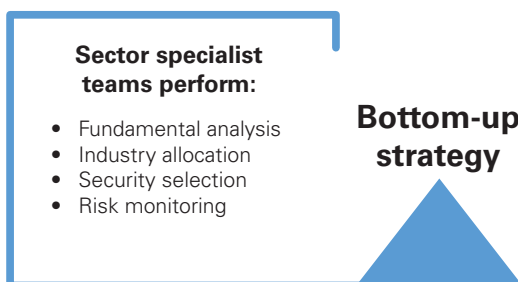 Sector specialist
teams perform:
• Fundamental analysis
• Industry allocation
• Security selection
• Risk monitoring
Bottom-up
strategy